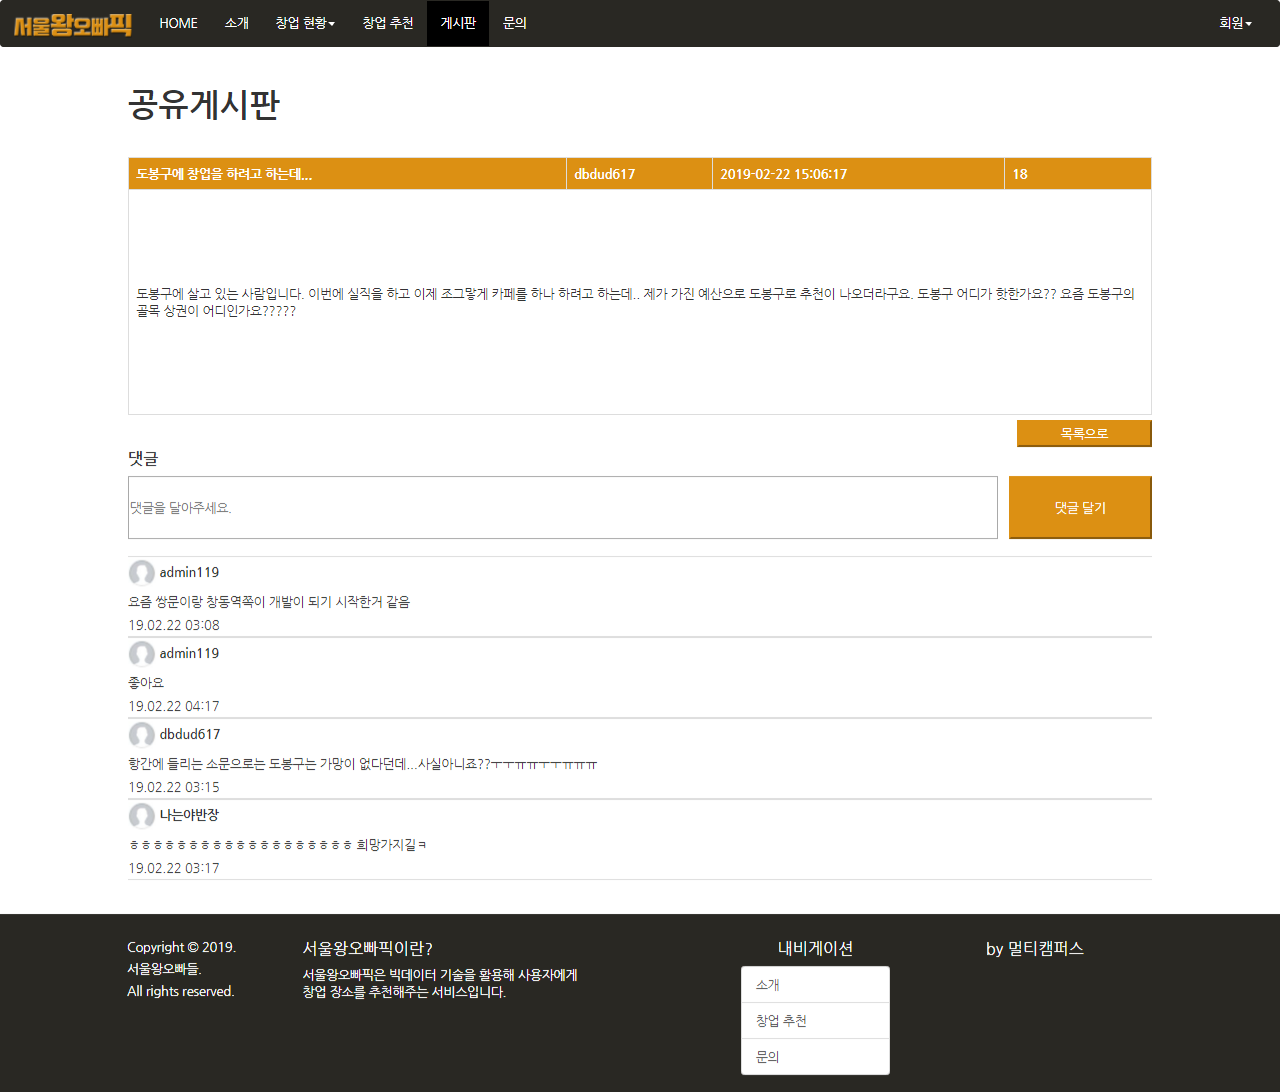 서울왕오빠픽 HOME 소개 창업 현황 창업 추천 게시판 문의 회원
공유게시판
도봉구에 창업을 하려고 하는데... dbdud617 2019-02-22 15:06:17 18
도봉구에 살고 있는 사람입니다. 이번에 실직을 하고 이제 조그맣게 카페를 하나 하려고 하는데.. 제가 가진 예산으로 도봉구로 추천이 나오더라구요. 도봉구 어디가 핫한가요?? 요즘 도봉구의
골목 상권이 어디인가요?????
목록으로
댓글
댓글을 달아주세요. 댓글 달기
admin119
요즘 쌍문이랑 창동역쪽이 개발이 되기 시작한거 같음
19.02.22 03:08
admin119
좋아요
19.02.22 04:17
dbdud617
항간에 들리는 소문으로는 도봉구는 가망이 없다던데...사실아니죠??ㅜㅜㅠㅠㅜㅜㅠㅠㅠ
19.02.22 03:15
나는야반장
ㅎㅎㅎㅎㅎㅎㅎㅎㅎㅎㅎㅎㅎㅎㅎㅎㅎㅎㅎ 희망가지길ㅋ
19.02.22 03:17
Copyright © 2019.
서울왕오빠들.
All rights reserved.
서울왕오빠픽이란?
서울왕오빠픽은 빅데이터 기술을 활용해 사용자에게
창업 장소를 추천해주는 서비스입니다.
내비게이션
소개
창업 추천
문의
by 멀티캠퍼스